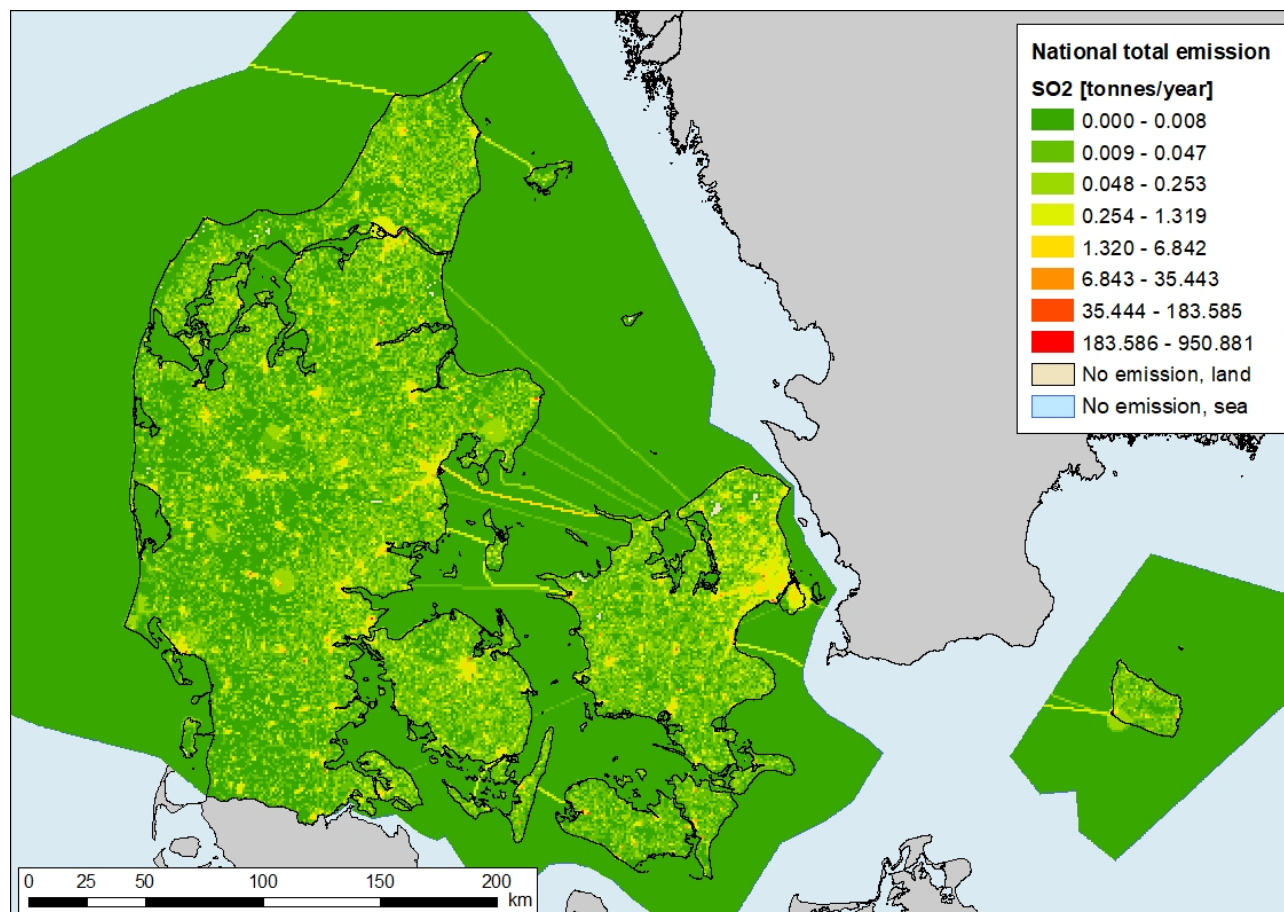 National total emission
SO2 [tonnes/year]
0.000 - 0.008
0.009 - 0.047
0.048 - 0.253
0.254 - 1.319
1.320 - 6.842
6.843 - 35.443
35.444 - 183.585
183.586 - 950.881
No emission, land
No emission, sea
0 25 50 100 150 200
km